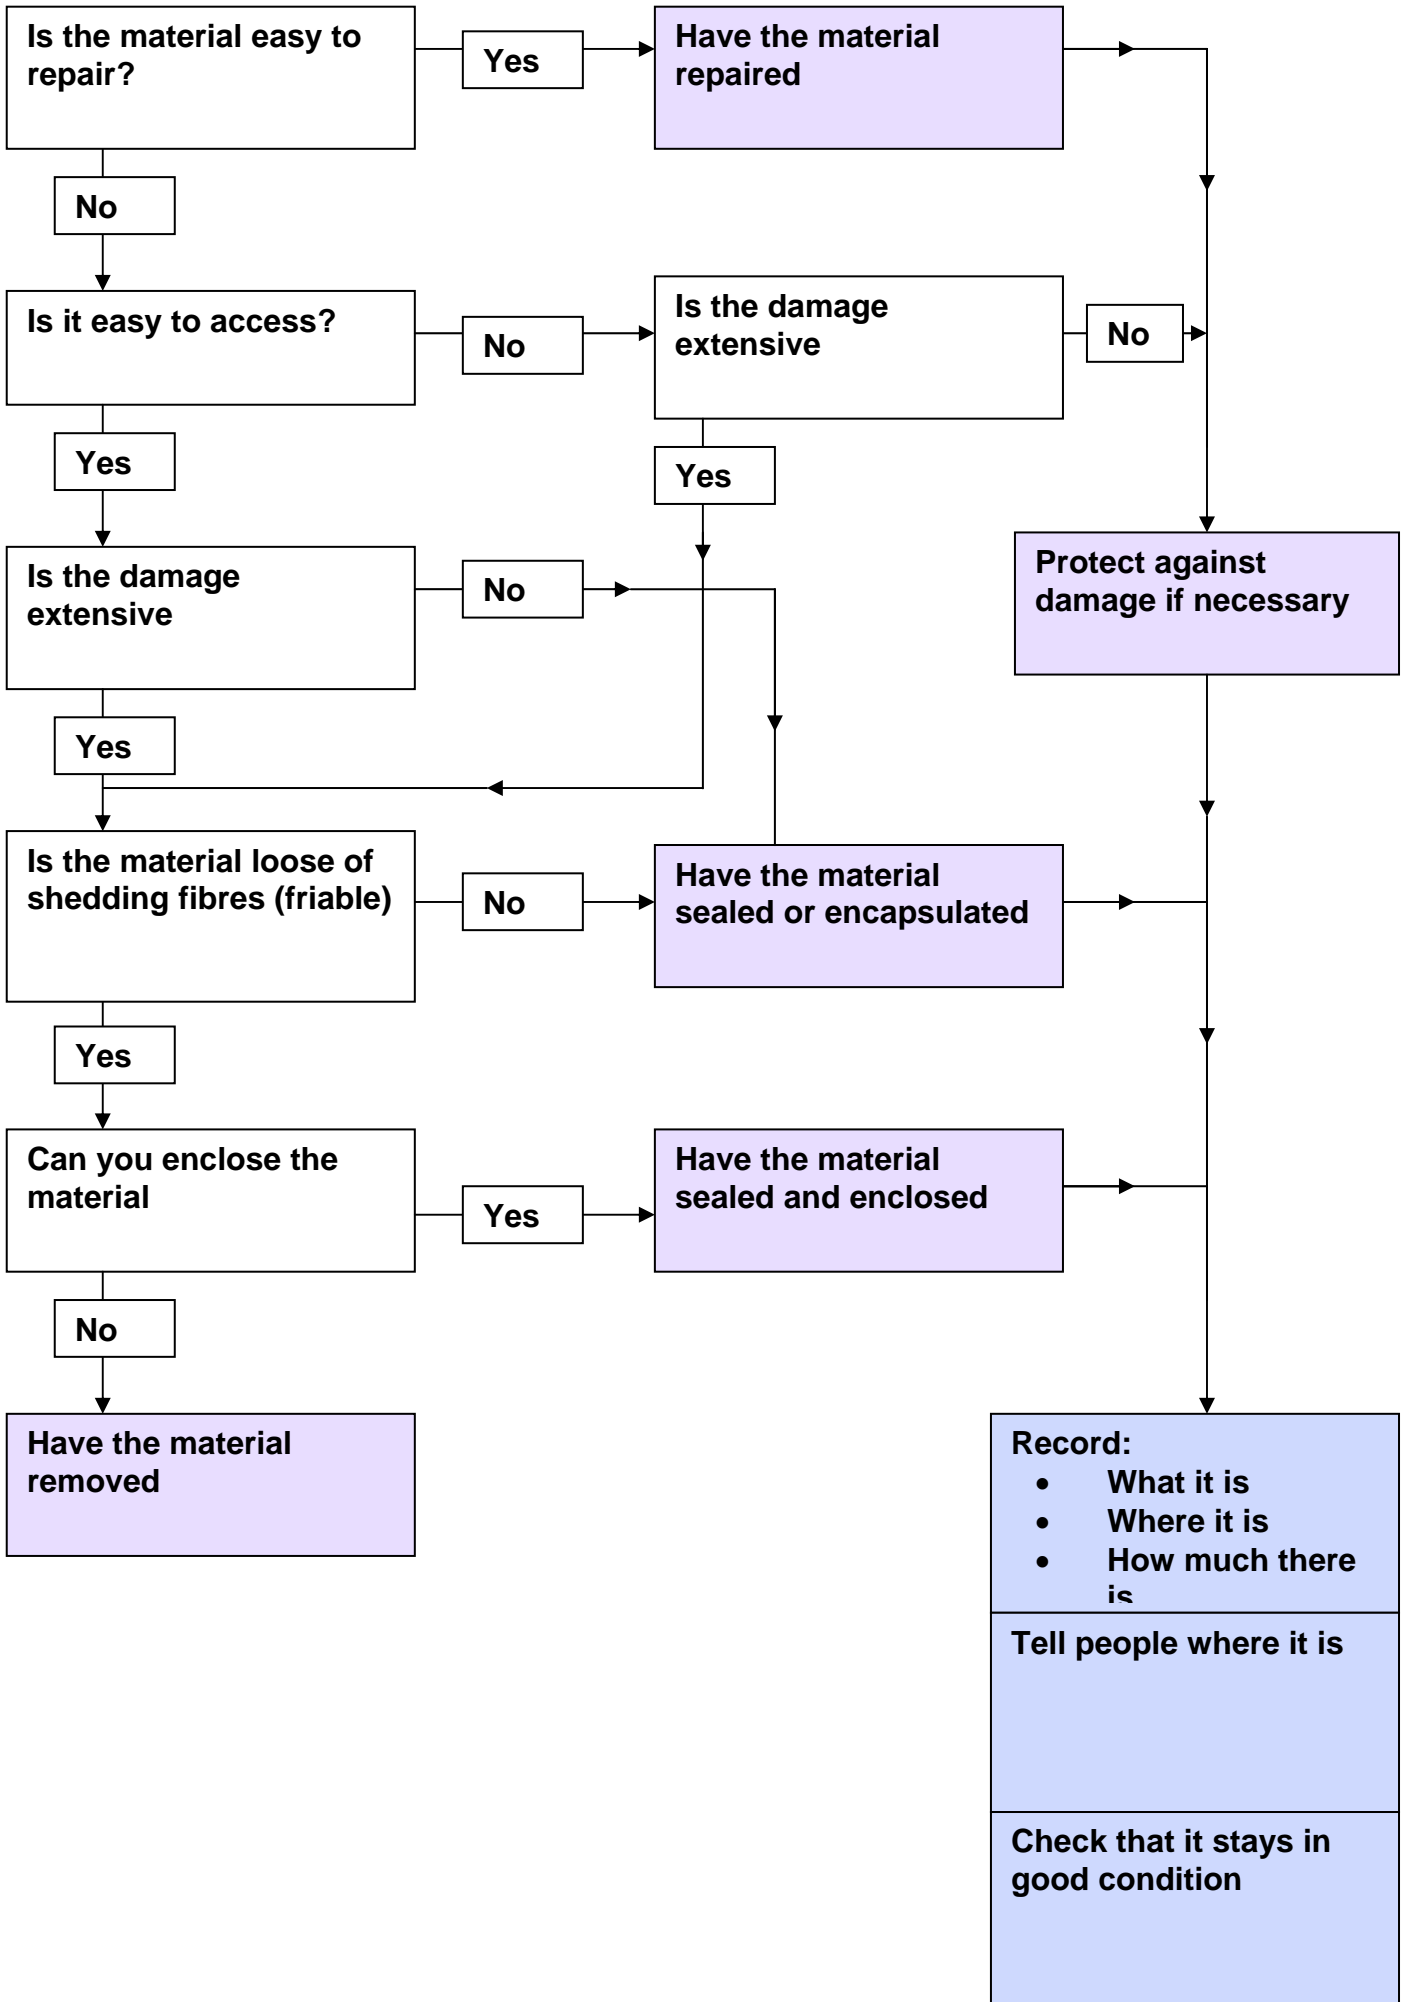 Is the material easy to
repair?
Yes
Have the material
repaired
No
Is it easy to access?
No
Is the damage
extensive
No
Yes
Yes
Is the damage
extensive
No
Protect against
damage if necessary
Yes
Is the material loose of
shedding fibres (friable)
No
Have the material
sealed or encapsulated
Yes
Can you enclose the
material
Yes
Have the material
sealed and enclosed
No
Have the material
removed
Record:
• What it is
• Where it is
• How much there
is
Tell people where it is
Check that it stays in
good condition